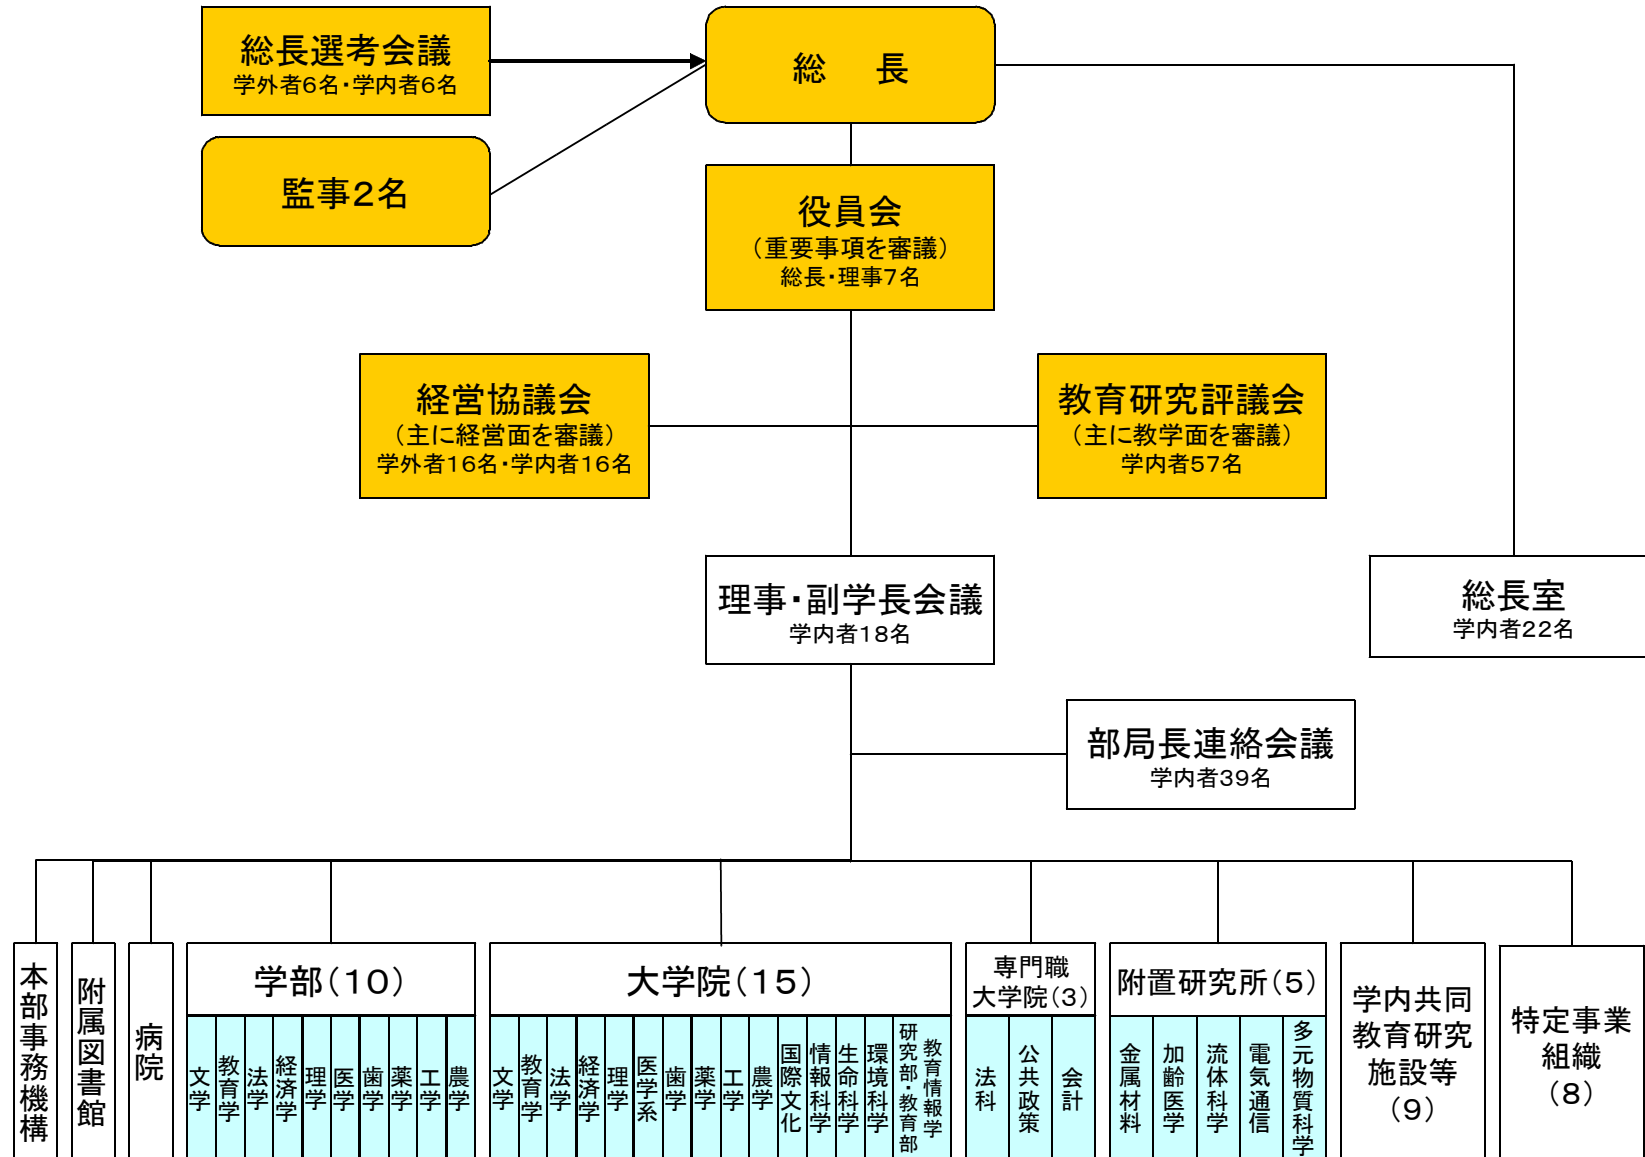 総長選考会議
学外者6名・学内者6名
総　長
監事2名
役員会
（重要事項を審議）
総長・理事7名
経営協議会
（主に経営面を審議）
学外者16名・学内者16名
教育研究評議会
（主に教学面を審議）
学内者57名
理事・副学長会議
学内者18名
総長室
学内者22名
部局長連絡会議
学内者39名
本部事務機構
附属図書館
病院
学部（10）
文学
教育学
法学
経済学
理学
医学
歯学
薬学
工学
農学
大学院（15）
文学
教育学
法学
経済学
理学
医学系
歯学
薬学
工学
農学
国際文化
情報科学
生命科学
環境科学
教育情報学
研究部・教育部
専門職
大学院（3）
法科
公共政策
会計
附置研究所（5）
金属材料
加齢医学
流体科学
電気通信
多元物質科学
学内共同
教育研究
施設等
（9）
特定事業
組織
（8）